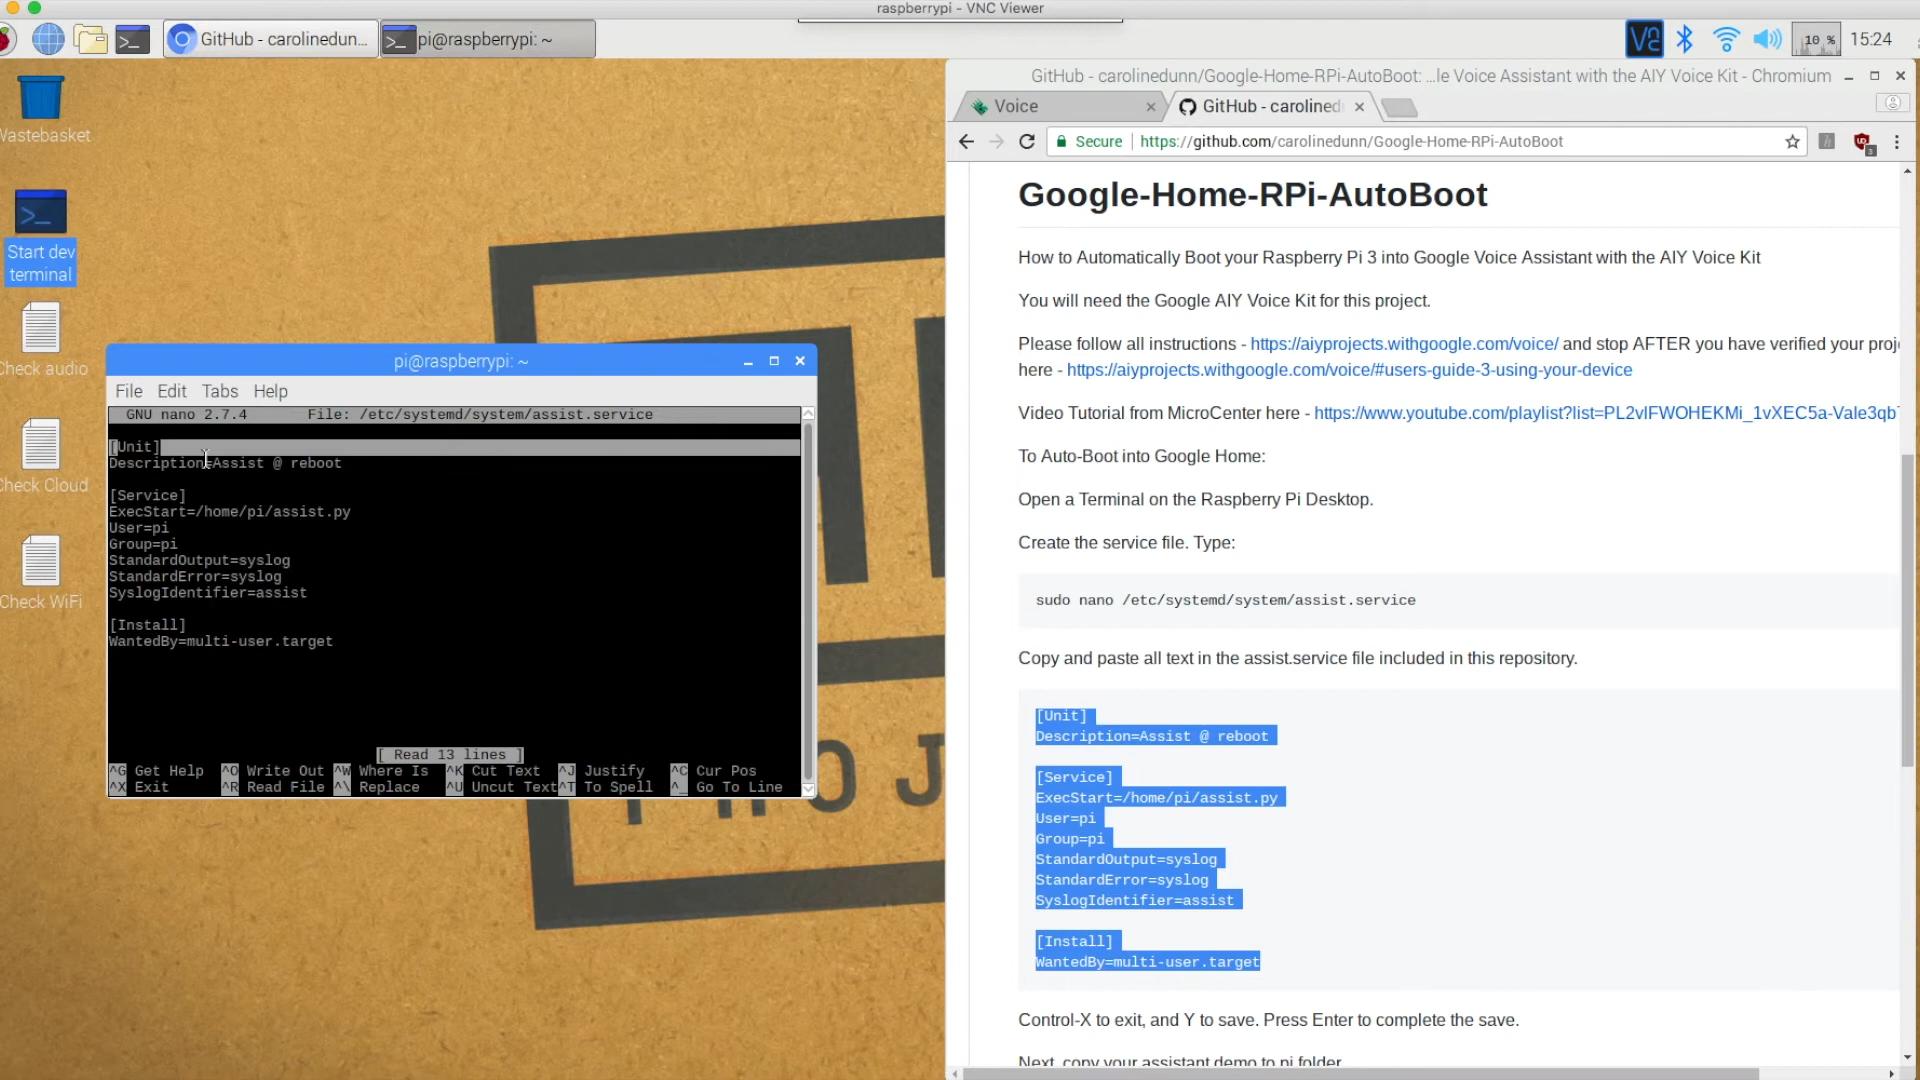 raspberrypi - VNC Viewer
GitHub - carolinedun...
pi@raspberrypi: ~
10 %
15:24
Wastebasket
Start dev
terminal
Check audio
Check Cloud
Check WiFi
pi@raspberrypi: ~
File Edit Tabs Help
GNU nano 2.7.4 File: /etc/systemd/system/assist.service
[Unit]
Description=Assist @ reboot
[Service]
ExecStart=/home/pi/assist.py
User=pi
Group=pi
StandardOutput=syslog
StandardError=syslog
SyslogIdentifier=assist
[Install]
WantedBy=multi-user.target
[ Read 13 lines ]
^G Get Help ^O Write Out ^W Where Is ^K Cut Text ^J Justify ^C Cur Pos
^X Exit ^R Read File ^\ Replace ^U Uncut Text ^T To Spell ^_ Go To Line
GitHub - carolinedunn/Google-Home-RPi-AutoBoot: ...le Voice Assistant with the AIY Voice Kit - Chromium
Voice
GitHub - carolined
Secure https://github.com/carolinedunn/Google-Home-RPi-AutoBoot
Google-Home-RPi-AutoBoot
How to Automatically Boot your Raspberry Pi 3 into Google Voice Assistant with the AIY Voice Kit
You will need the Google AIY Voice Kit for this project.
Please follow all instructions - https://aiyprojects.withgoogle.com/voice/ and stop AFTER you have verified your proj
here - https://aiyprojects.withgoogle.com/voice/#users-guide-3-using-your-device
Video Tutorial from MicroCenter here - https://www.youtube.com/playlist?list=PL2vlFWOHEKMi_1vXEC5a-Vale3qb
To Auto-Boot into Google Home:
Open a Terminal on the Raspberry Pi Desktop.
Create the service file. Type:
sudo nano /etc/systemd/system/assist.service
Copy and paste all text in the assist.service file included in this repository.
[Unit]
Description=Assist @ reboot
[Service]
ExecStart=/home/pi/assist.py
User=pi
Group=pi
StandardOutput=syslog
StandardError=syslog
SyslogIdentifier=assist
[Install]
WantedBy=multi-user.target
Control-X to exit, and Y to save. Press Enter to complete the save.
Next, copy your assistant demo to pi folder